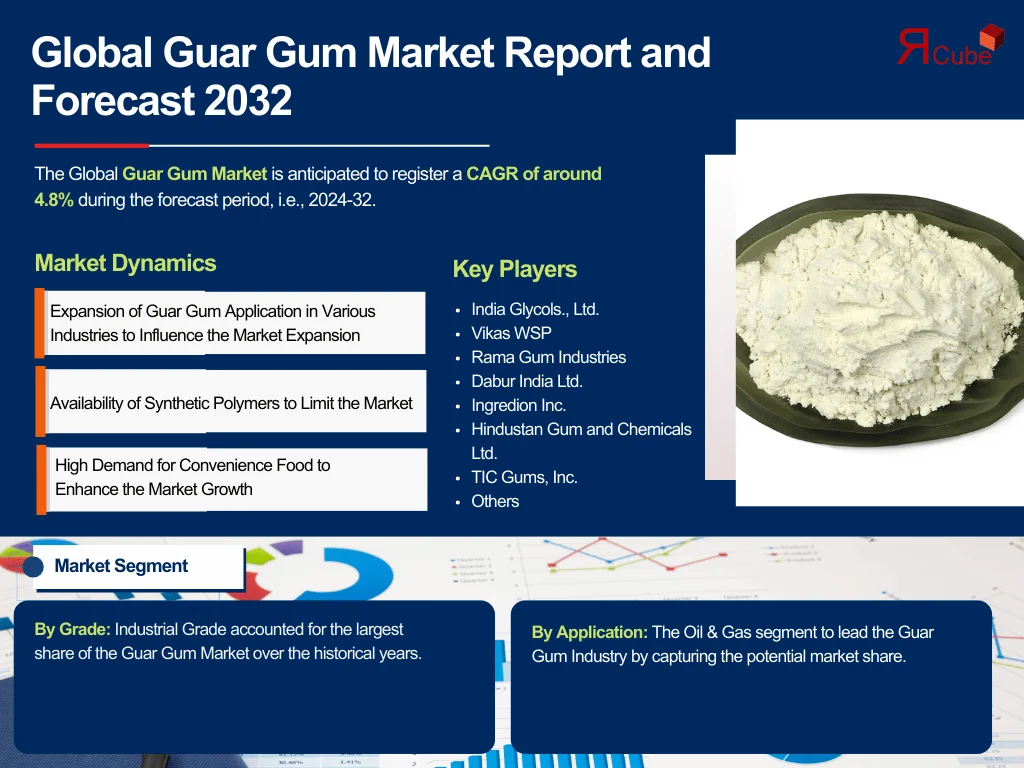 Global Guar Gum Market Report and
Forecast 2032
RCube
The Global Guar Gum Market is anticipated to register a CAGR of around
4.8% during the forecast period, i.e., 2024-32.
Market Dynamics
Expansion of Guar Gum Application in Various
Industries to Influence the Market Expansion
Availability of Synthetic Polymers to Limit the Market
High Demand for Convenience Food to
Enhance the Market Growth
Key Players
• India Glycols., Ltd.
• Vikas WSP
• Rama Gum Industries
• Dabur India Ltd.
• Ingredion Inc.
• Hindustan Gum and Chemicals
Ltd.
• TIC Gums, Inc.
• Others
Market Segment
By Grade: Industrial Grade accounted for the largest
share of the Guar Gum Market over the historical years.
By Application: The Oil & Gas segment to lead the Guar
Gum Industry by capturing the potential market share.